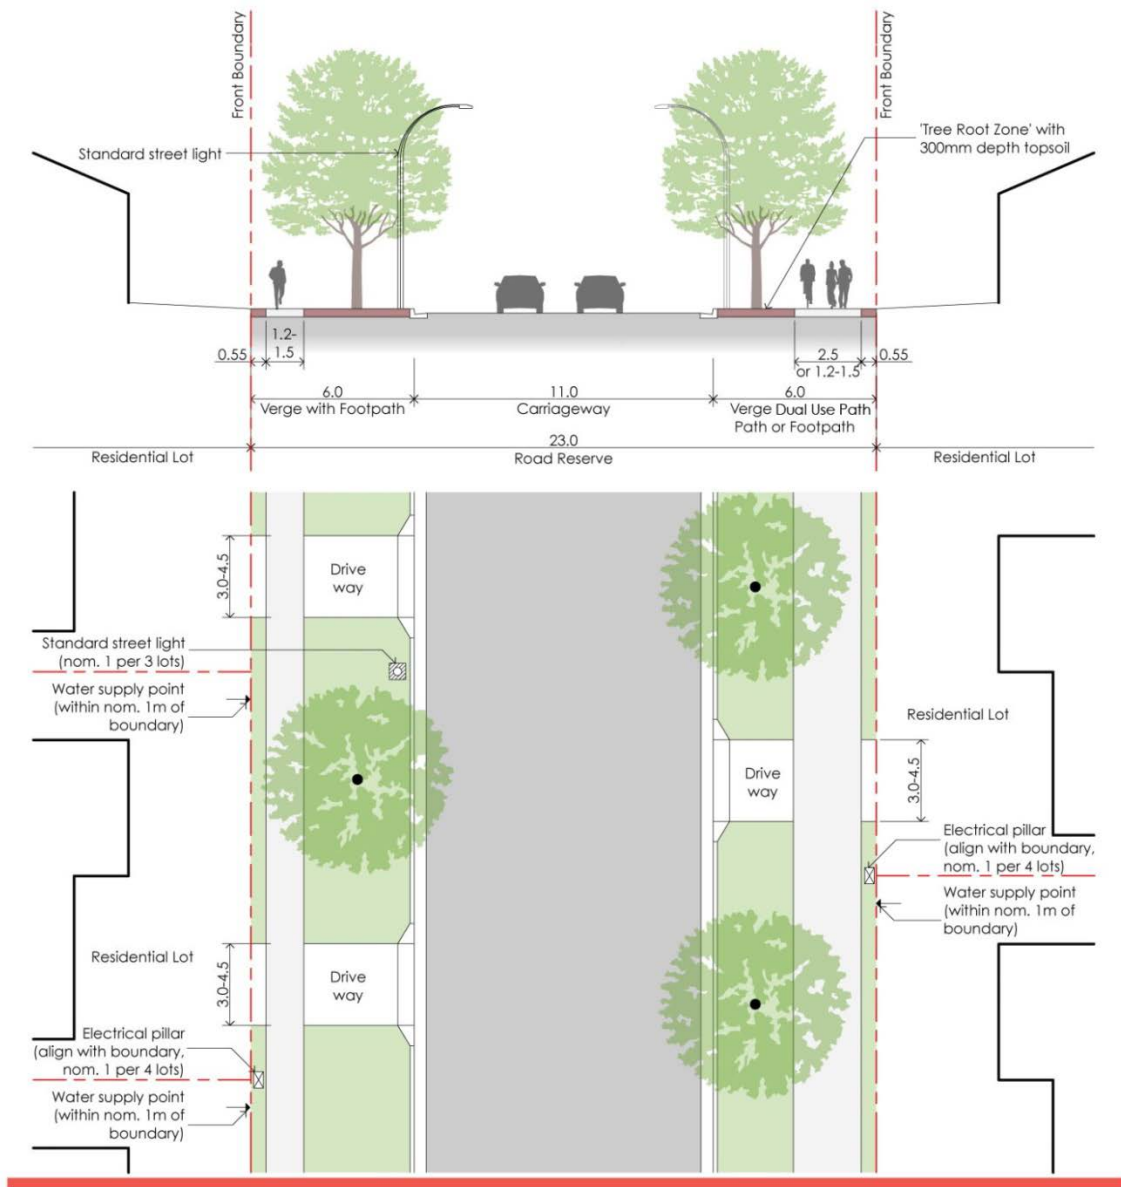 Front Boundary
Front Boundary
Standard street light
'Tree Root Zone' with
300mm depth topsoil
0.55
1.2-
1.5
2.5
or 1.2-1.5
0.55
6.0
Verge with Footpath
11.0
Carriageway
6.0
Verge Dual Use Path
Path or Footpath
23.0
Road Reserve
Residential Lot
Residential Lot
3.0-4.5
Drive
way
Standard street light
(nom. 1 per 3 lots)
Water supply point
(within nom. 1m of
boundary)
Residential Lot
Drive
way
3.0-4.5
Electrical pillar
(align with boundary,
nom. 1 per 4 lots)
Water supply point
(within nom. 1m of
boundary)
Residential Lot
3.0-4.5
Drive
way
Electrical pillar
(align with boundary,
nom. 1 per 4 lots)
Water supply point
(within nom. 1m of
boundary)